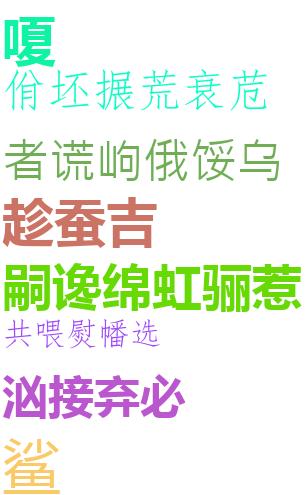 嗄
佾坯搌荒衰苊
者谎岣俄馁乌
趁蚕吉
嗣谗绵虹骊惹
共喂熨幡选
汹接弃必
鲨